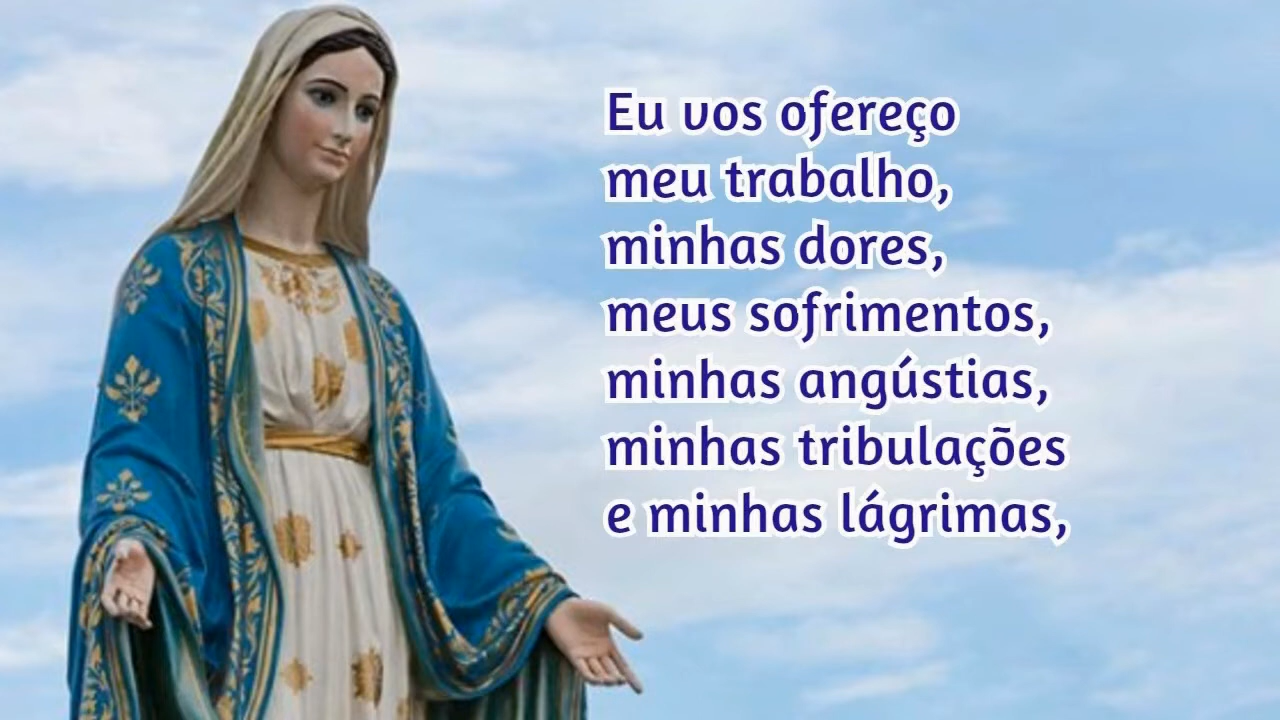 Eu vos ofereço
meu trabalho,
minhas dores,
meus sofrimentos,
minhas angústias,
minhas tribulações
e minhas lágrimas,